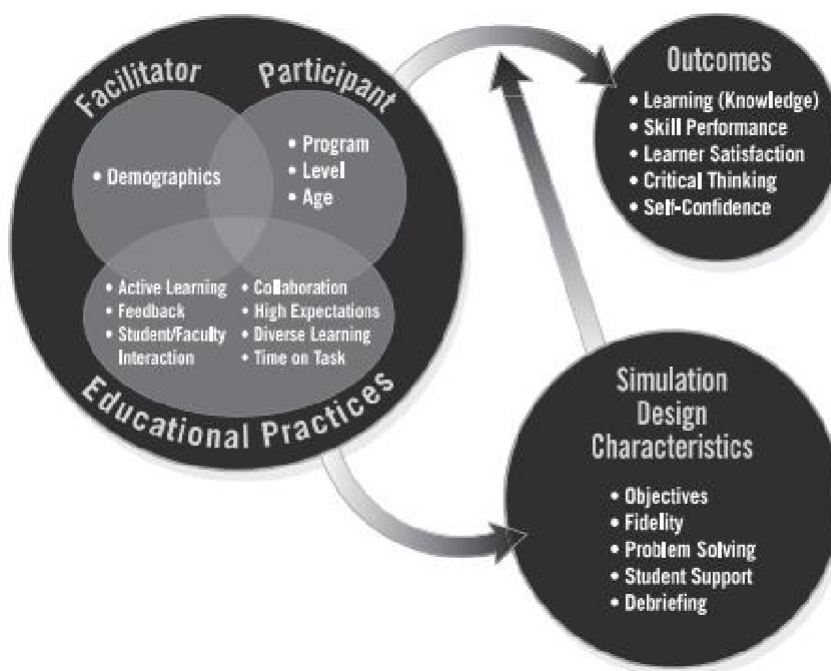 Facilitator
Participant
• Demographics
• Program
• Level
• Age
• Active Learning
• Feedback
• Student/Faculty
Interaction
• Collaboration
• High Expectations
• Diverse Learning
• Time on Task
Educational Practices
Outcomes
• Learning (Knowledge)
• Skill Performance
• Learner Satisfaction
• Critical Thinking
• Self-Confidence
Simulation
Design
Characteristics
• Objectives
• Fidelity
• Problem Solving
• Student Support
• Debriefing